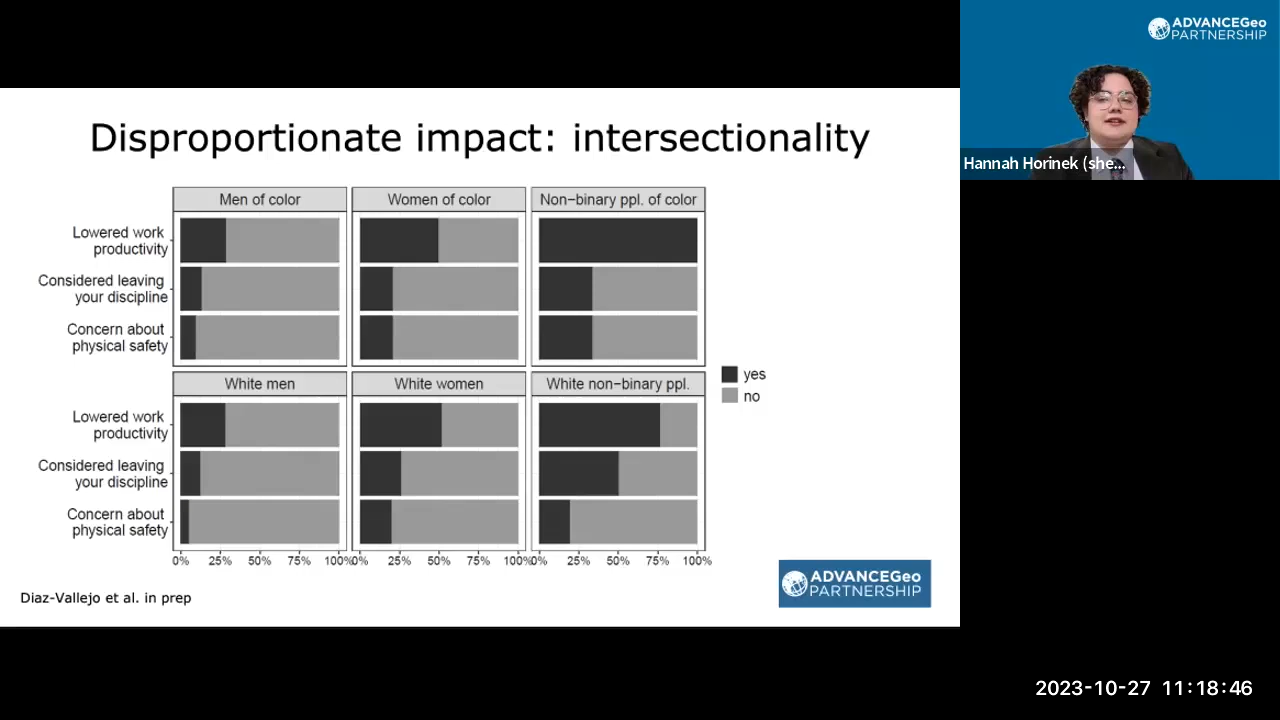 ADVANCEGeo
PARTNERSHIP
Hannah Horinek (she...
Disproportionate impact: intersectionality
Men of color
Women of color
Non-binary ppl. of color
Lowered work
productivity
Considered leaving
your discipline
Concern about
physical safety
White men
White women
White non-binary ppl.
Lowered work
productivity
Considered leaving
your discipline
Concern about
physical safety
yes
no
0% 25% 50% 75% 100% 0% 25% 50% 75% 100% 0% 25% 50% 75% 100%
ADVANCEGeo
PARTNERSHIP
Diaz-Vallejo et al. in prep
2023-10-27 11:18:46